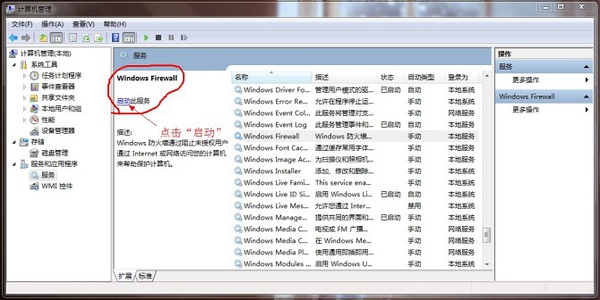 计算机管理
文件(F) 操作(A) 查看(V) 帮助(H)
计算机管理(本地)
系统工具
任务计划程序
事件查看器
共享文件夹
本地用户和组
性能
设备管理器
存储
磁盘管理
服务和应用程序
服务
WMI 控件
服务
Windows Firewall
启动此服务
点击“启动”
描述:
Windows 防火墙通过阻止未授权用户
通过 Internet 或网络访问您的计算机
来帮助保护计算机。
名称 描述 状态 启动类型 登录为
Windows Driver Fo... 管理用户模式的驱... 已启动 自动 本地系统
Windows Error Re... 允许在程序停止运... 手动 本地系统
Windows Event Col... 此服务将管理对支... 手动 网络服务
Windows Event Log 此服务管理事件和... 已启动 自动 本地服务
Windows Firewall Windows 防火墙... 手动 本地服务
Windows Font Cac... 通过缓存常用字体... 手动 本地服务
Windows Image Ac... 为扫描仪和照相机... 手动 本地服务
Windows Installer 添加、修改和删除... 手动 本地系统
Windows Live Fami... This service ena... 手动 本地服务
Windows Live ID Si... 启用 Windows Li... 已启动 自动 本地系统
Windows Live Mes... 允许您通过 Inter... 禁用 本地系统
Windows Manage... 提供共同的界面和... 已启动 自动 本地系统
Windows Media C... 电视或 FM 广播... 手动 网络服务
Windows Media C... 在 Windows Me... 手动 网络服务
Windows Media Pl... 使用通用即插即用... 手动 网络服务
Windows Modules ... 启用 Windows U... 手动 本地系统
扩展 标准
操作
服务
更多操作
Windows Firewall
更多操作